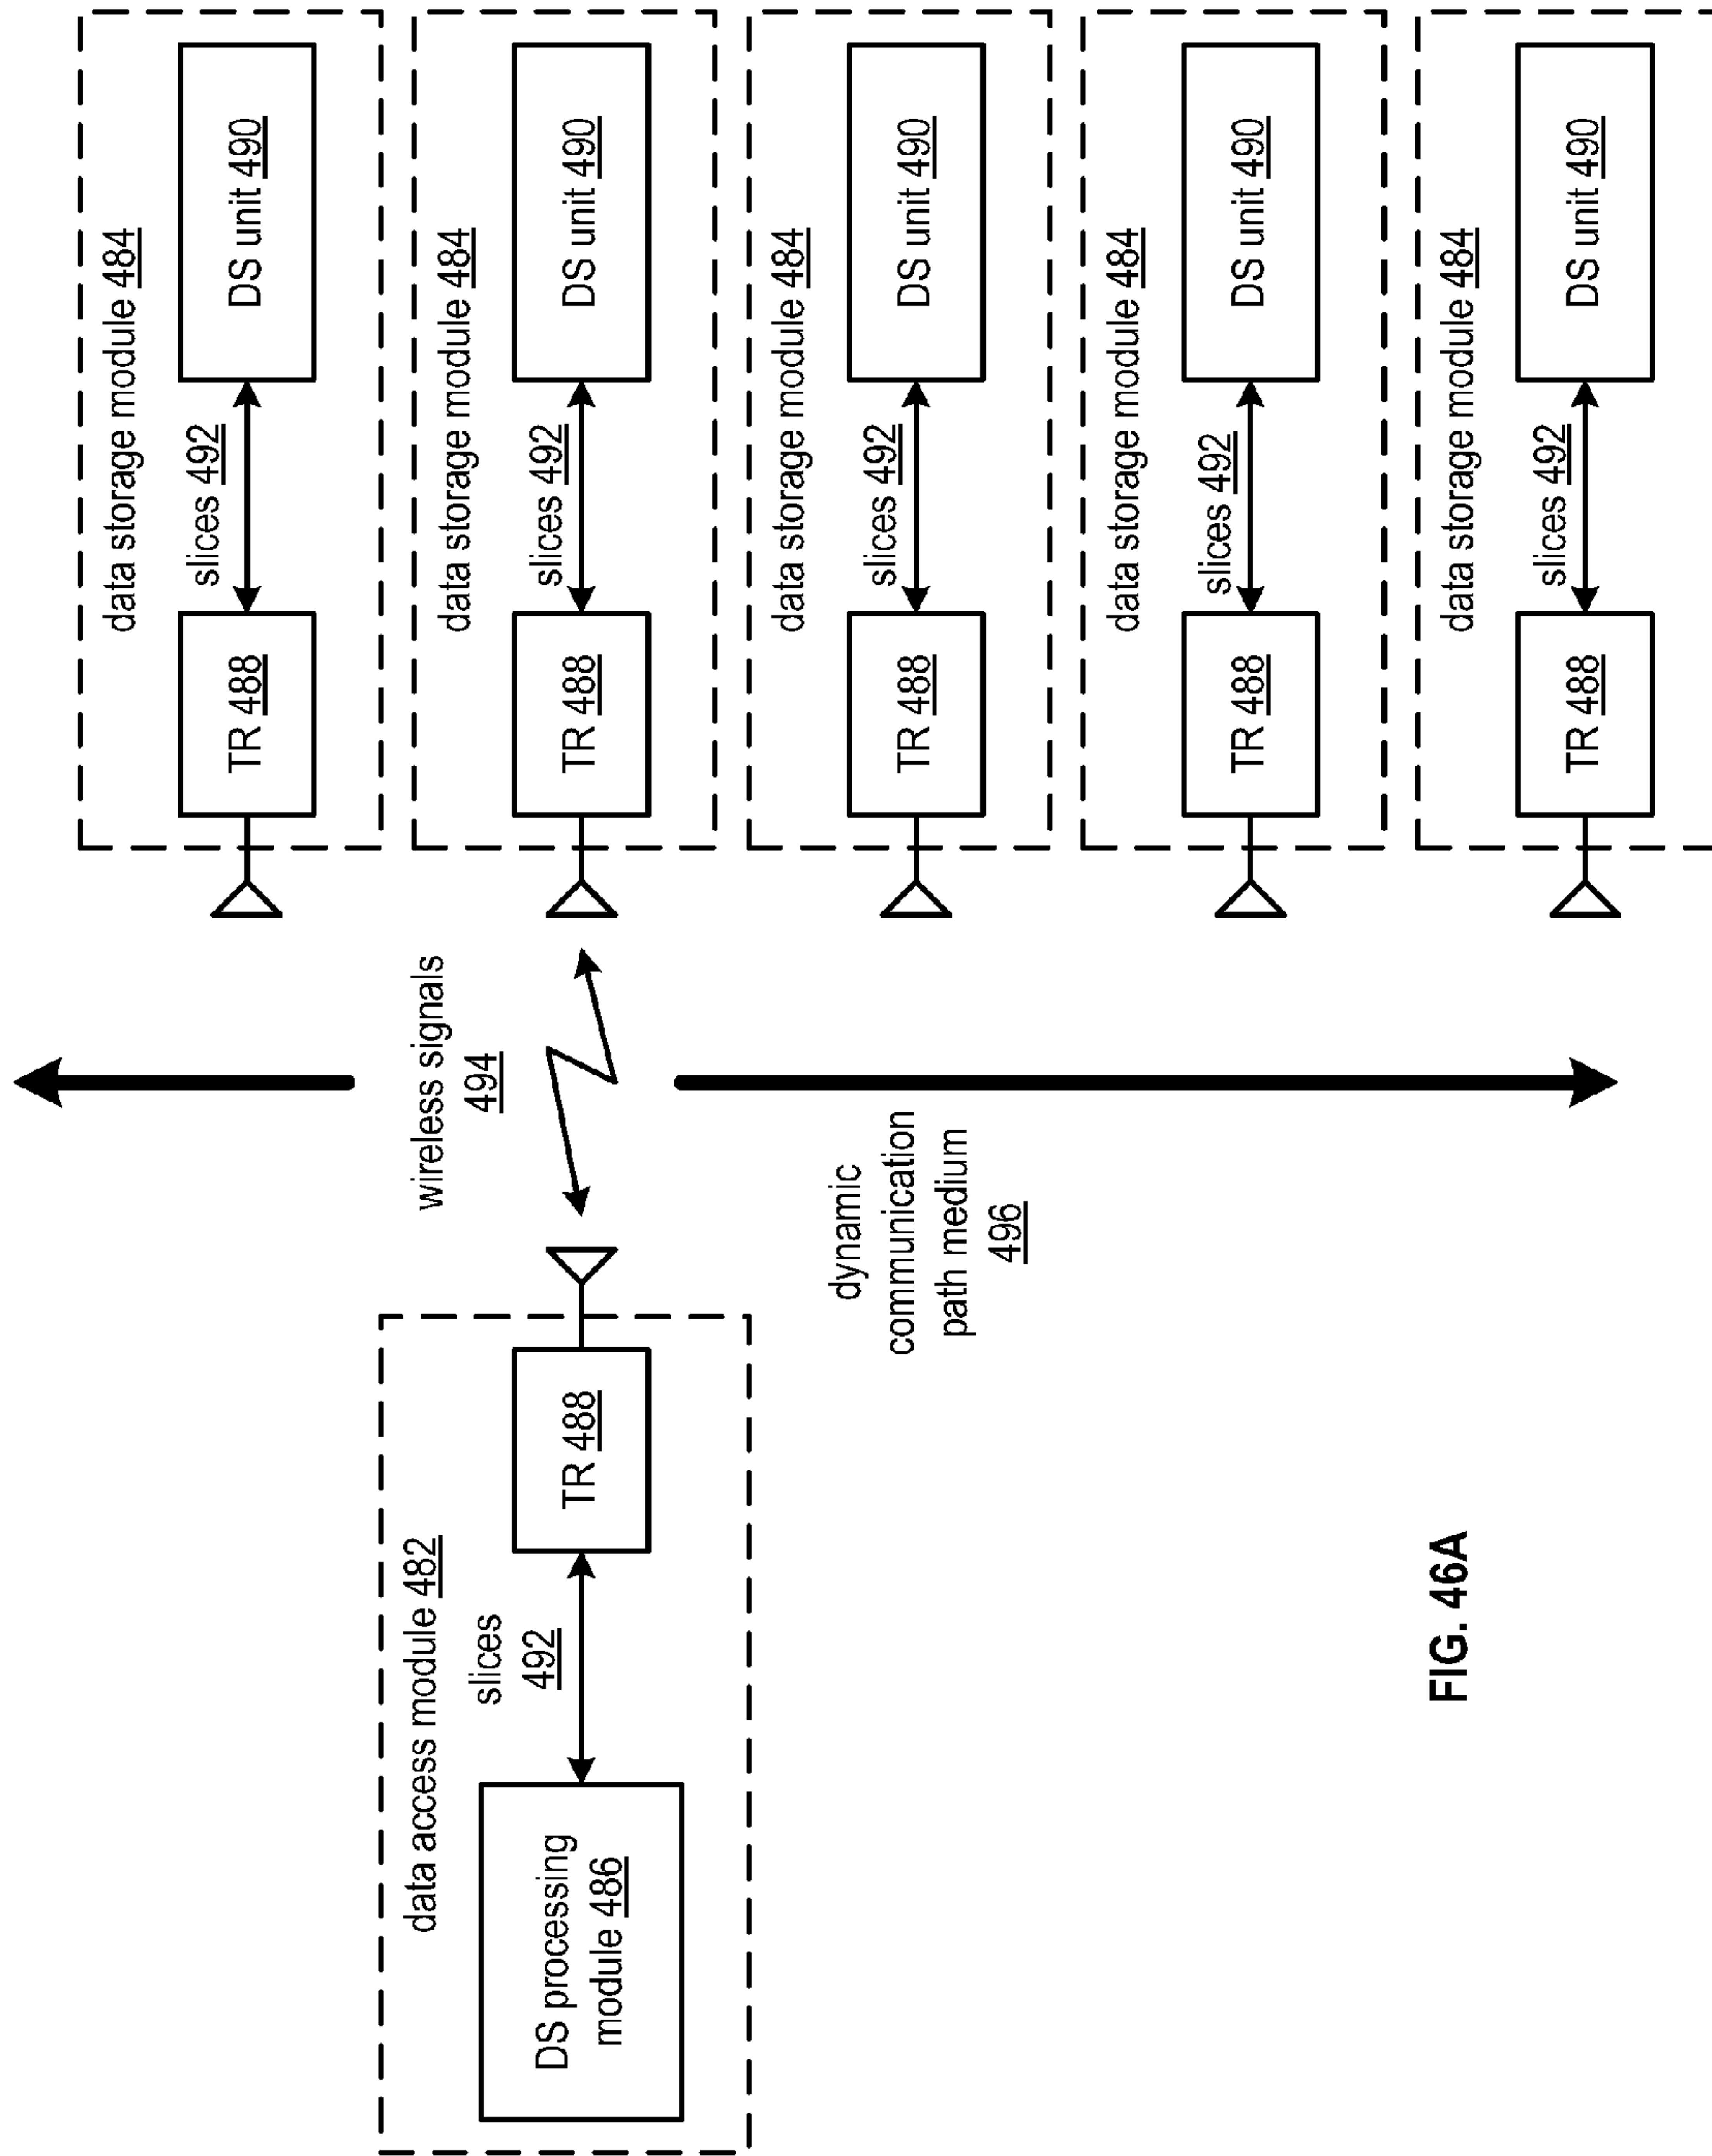 data access module 482
DS processing
module 486
slices
492
TR 488
wireless signals
494
dynamic
communication
path medium
496
data storage module 484
TR 488
slices 492
DS unit 490
data storage module 484
TR 488
slices 492
DS unit 490
data storage module 484
TR 488
slices 492
DS unit 490
data storage module 484
TR 488
slices 492
DS unit 490
data storage module 484
TR 488
slices 492
DS unit 490
FIG. 46A